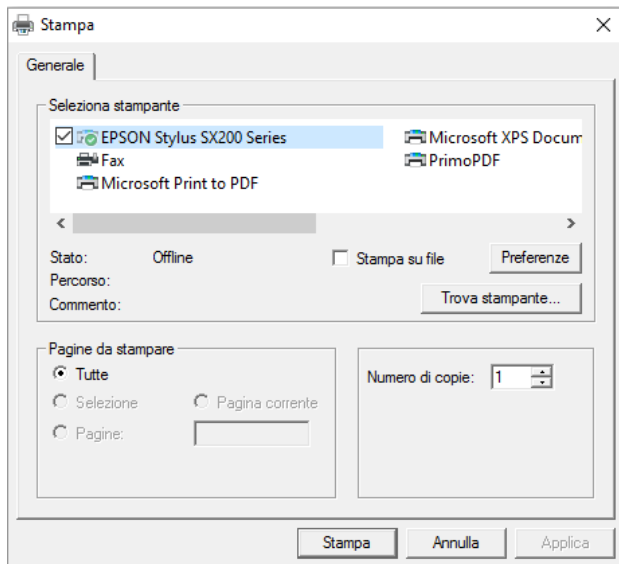 Stampa
Generale
Seleziona stampante
EPSON Stylus SX200 Series
Microsoft XPS Docum
Fax
PrimoPDF
Microsoft Print to PDF
Stato: Offline
Stampa su file
Preferenze
Percorso:
Commento:
Trova stampante...
Pagine da stampare
Tutte
Numero di copie: 1
Selezione
Pagina corrente
Pagine:
Stampa
Annulla
Applica